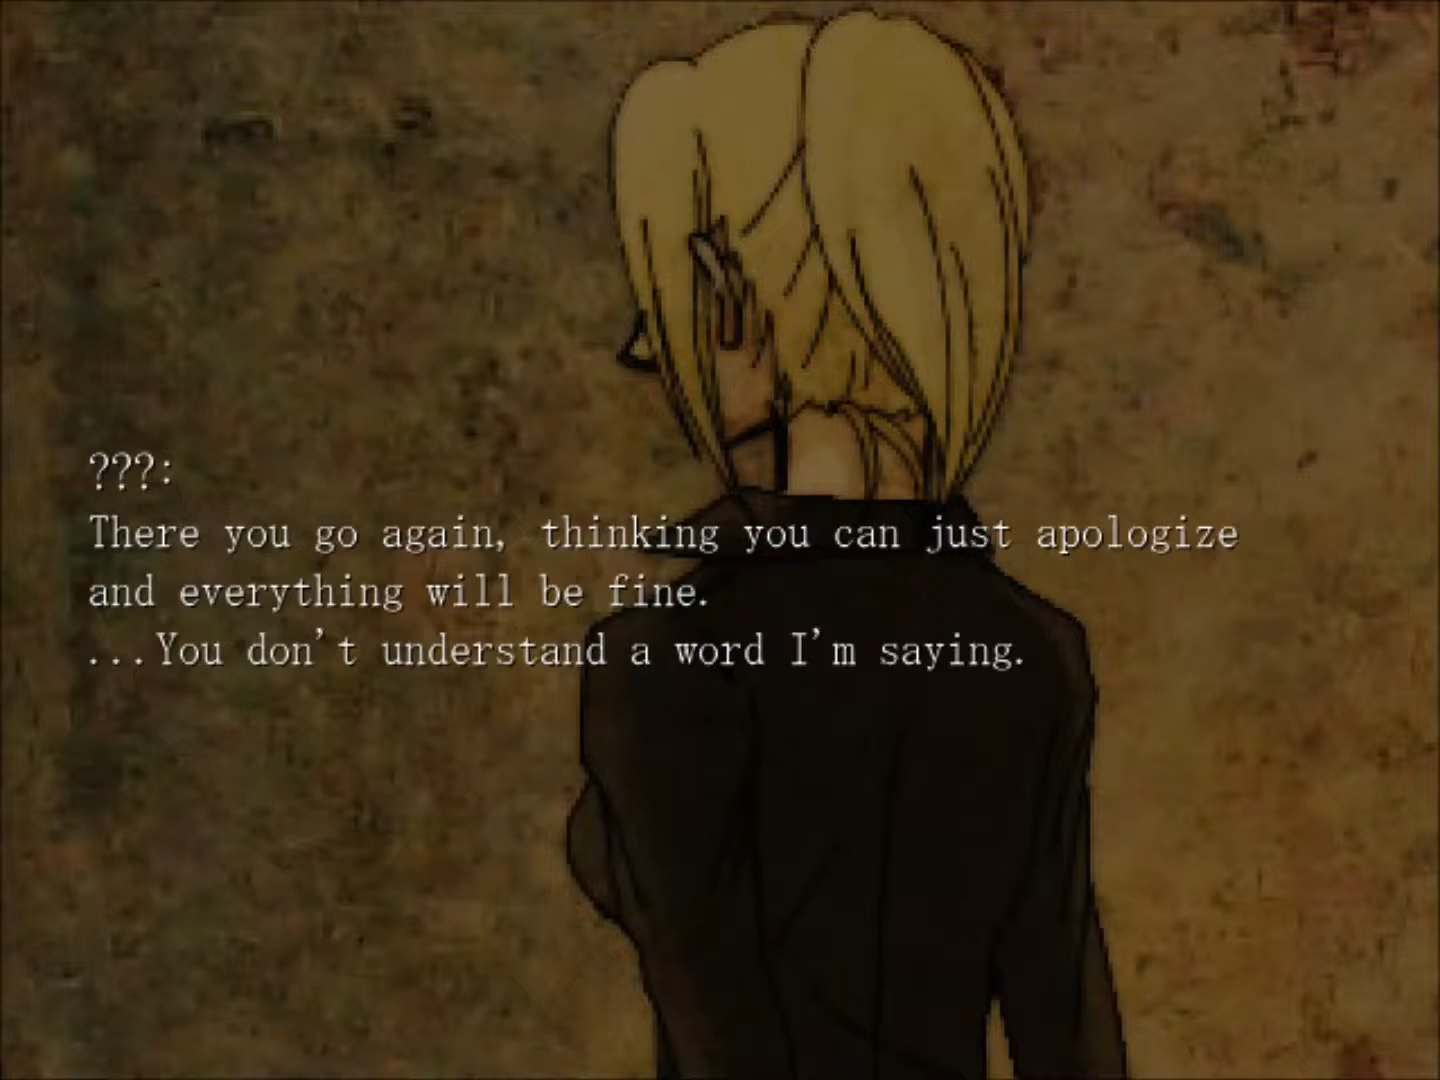 ???:
There you go again, thinking you can just apologize
and everything will be fine.
...You don't understand a word I'm saying.